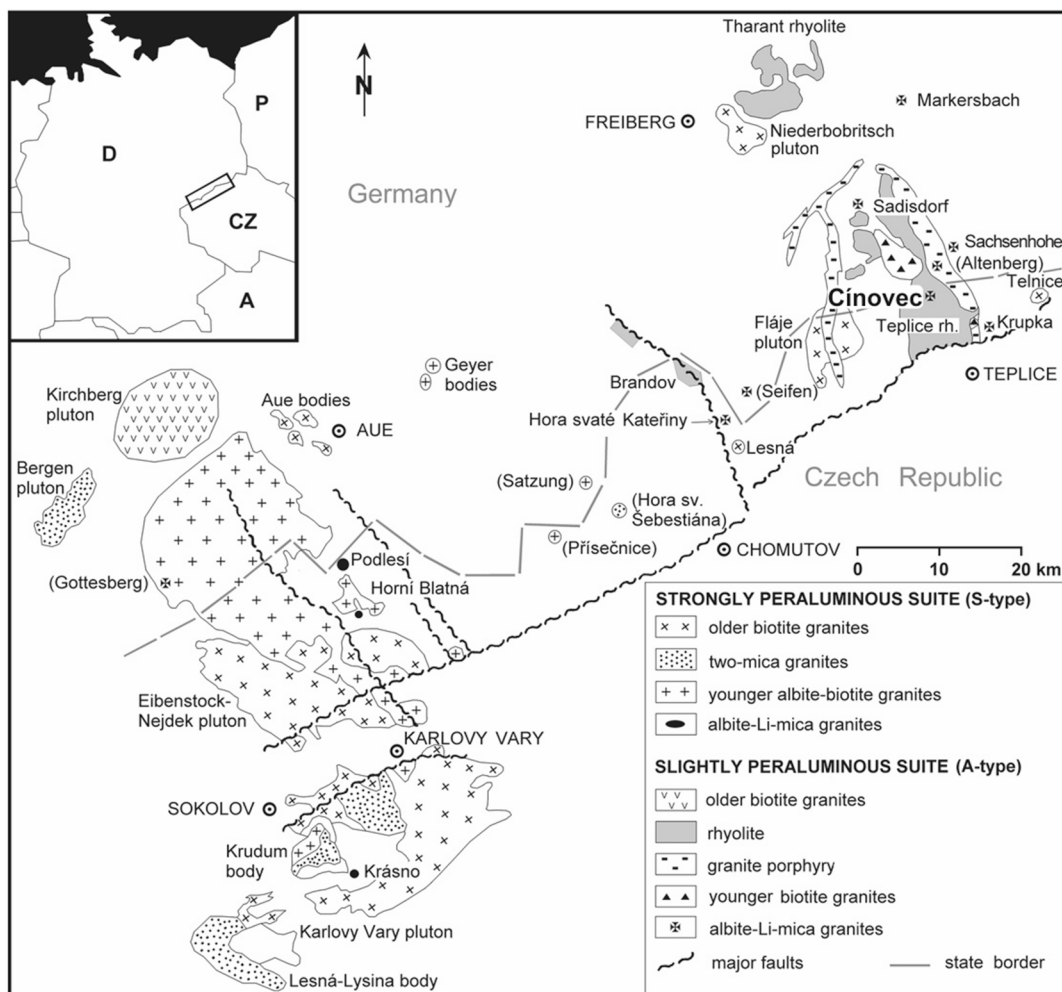 D
P
CZ
A
N
Germany
Tharant rhyolite
Markersbach
FREIBERG
Niederbobritsch
pluton
Sadisdorf
Sachsenhohe
(Altenberg)
Telnice
Cínovec
Teplice rh.
Krupka
Fláje
pluton
TEPLICE
Geyer
bodies
Brandov
(Seifen)
Hora svaté Kateřiny
Lesná
Kirchberg
pluton
Aue bodies
AUE
Bergen
pluton
(Satzung)
Czech Republic
(Hora sv.
Šebestiána)
(Přísečnice)
CHOMUTOV
0 10 20 km
(Gottesberg)
Podlesí
Horní Blatná
Eibenstock-
Nejdek pluton
KARLOVY VARY
SOKOLOV
Krudum
body
Krásno
Karlovy Vary pluton
Lesná-Lysina body
STRONGLY PERALUMINOUS SUITE (S-type)
older biotite granites
two-mica granites
younger albite-biotite granites
albite-Li-mica granites
SLIGHTLY PERALUMINOUS SUITE (A-type)
older biotite granites
rhyolite
granite porphyry
younger biotite granites
albite-Li-mica granites
major faults
state border